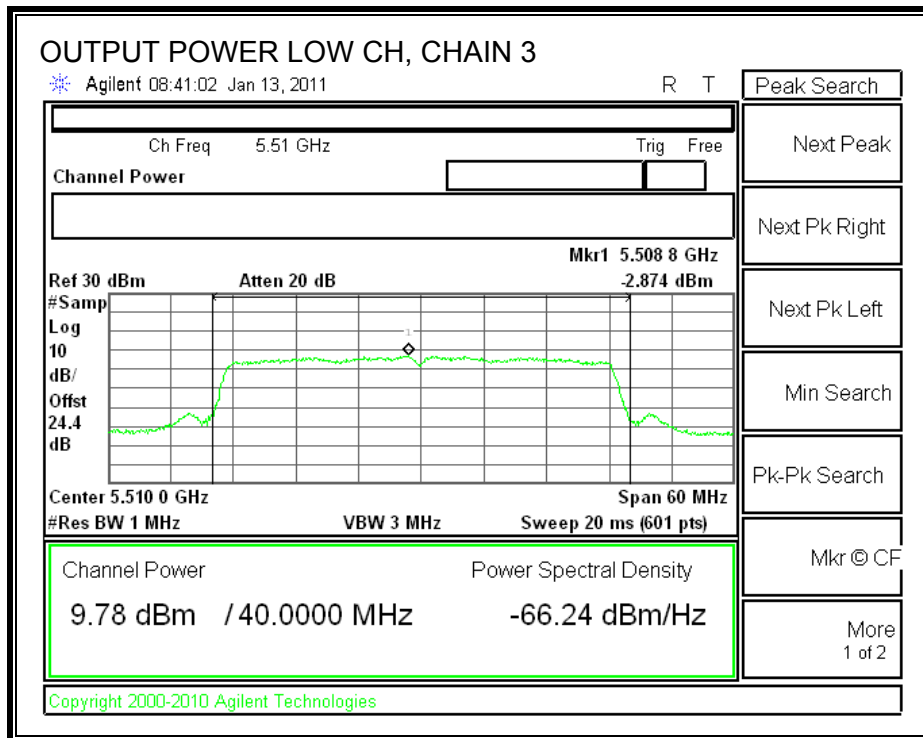 OUTPUT POWER LOW CH, CHAIN 3
Agilent 08:41:02 Jan 13, 2011 R T
Peak Search
Ch Freq 5.51 GHz Trig Free
Channel Power
Mkr1 5.508 8 GHz
Ref 30 dBm Atten 20 dB -2.874 dBm
#Samp
Log
10
dB/
Offst
24.4
dB
1
Center 5.510 0 GHz Span 60 MHz
#Res BW 1 MHz VBW 3 MHz Sweep 20 ms (601 pts)
Channel Power Power Spectral Density
9.78 dBm / 40.0000 MHz -66.24 dBm/Hz
Next Peak
Next Pk Right
Next Pk Left
Min Search
Pk-Pk Search
Mkr © CF
More
1 of 2
Copyright 2000-2010 Agilent Technologies